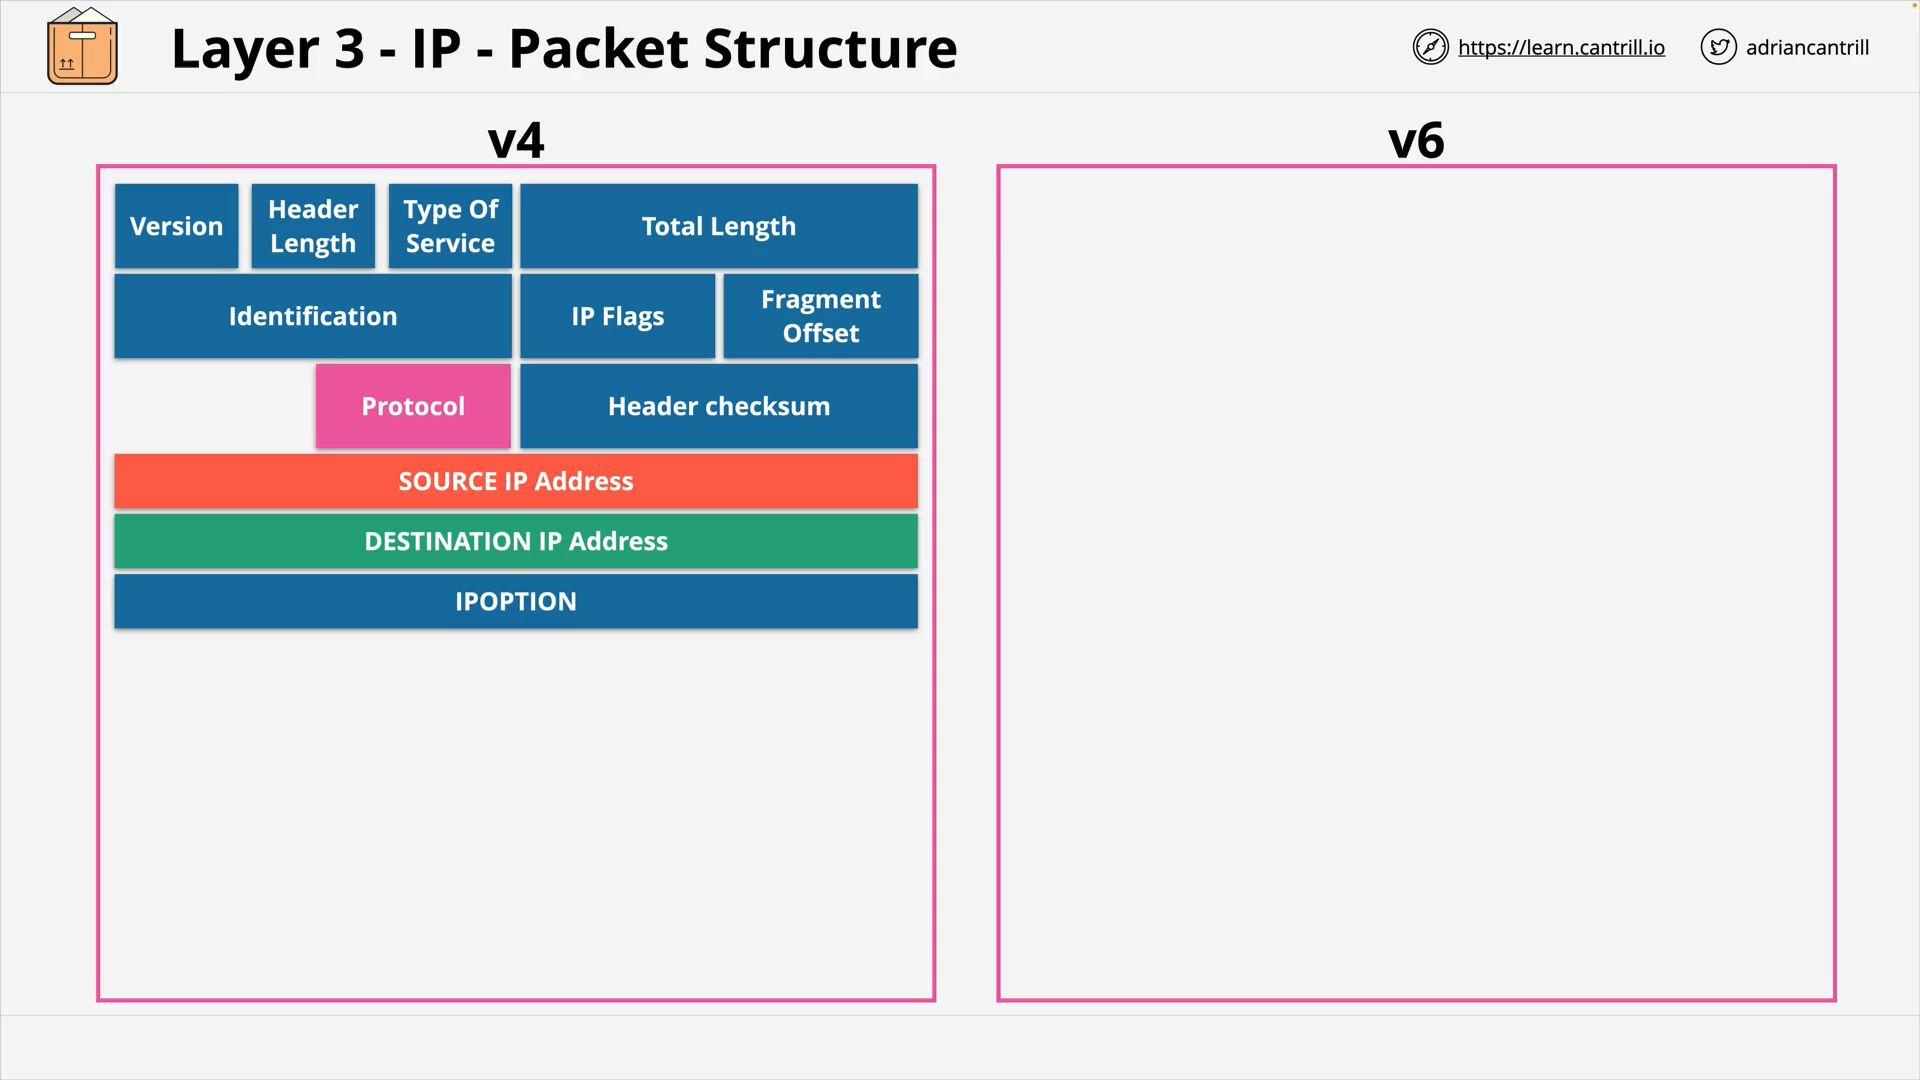 Layer 3 - IP - Packet Structure
https://learn.cantrill.io
adriancantrill
v4
Version
Header
Length
Type Of
Service
Total Length
Identification
IP Flags
Fragment
Offset
Protocol
Header checksum
SOURCE IP Address
DESTINATION IP Address
IPOPTION
v6